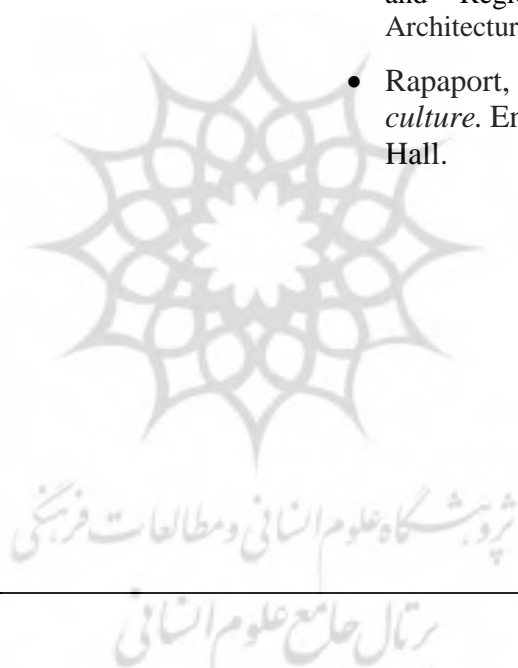 and Regi
Architectur
• Rapaport,
culture. En
Hall.
پژوهشگاه علوم انسانی و مطالعات فرهنگی
پرتال جامع علوم انسانی